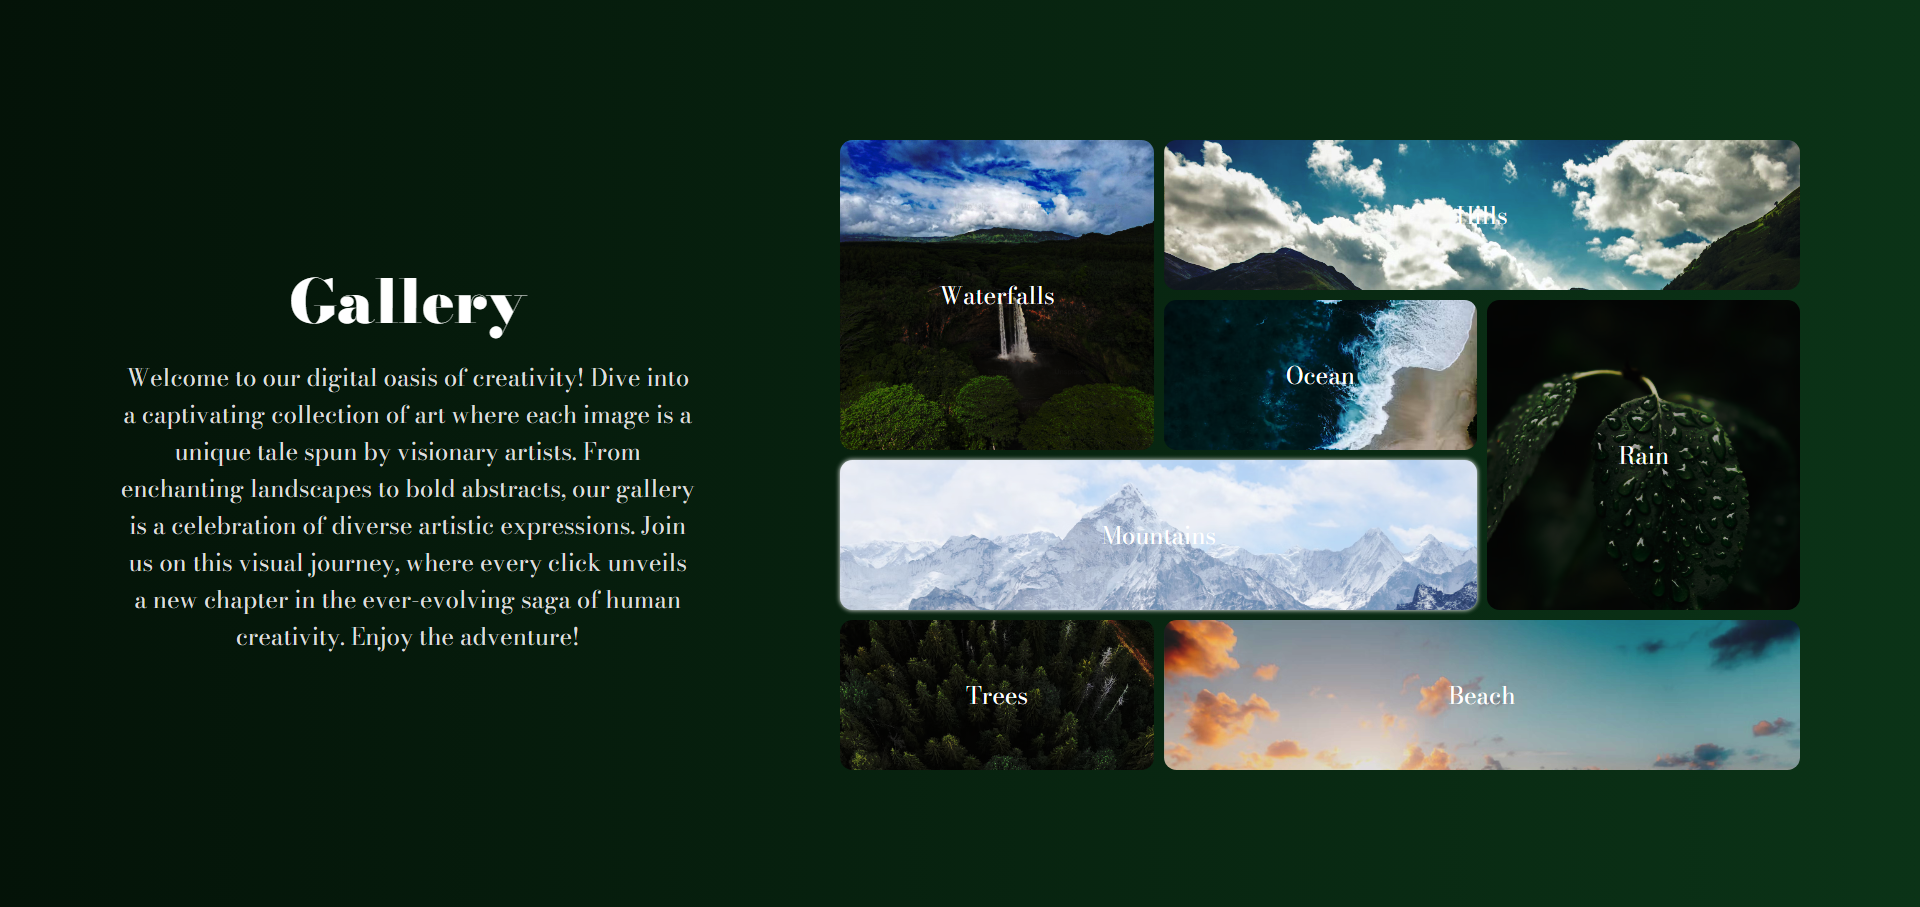 Gallery
Welcome to our digital oasis of creativity! Dive into
a captivating collection of art where each image is a
unique tale spun by visionary artists. From
enchanting landscapes to bold abstracts, our gallery
is a celebration of diverse artistic expressions. Join
us on this visual journey, where every click unveils
a new chapter in the ever-evolving saga of human
creativity. Enjoy the adventure!
Waterfalls
Hills
Ocean
Rain
Mountains
Trees
Beach